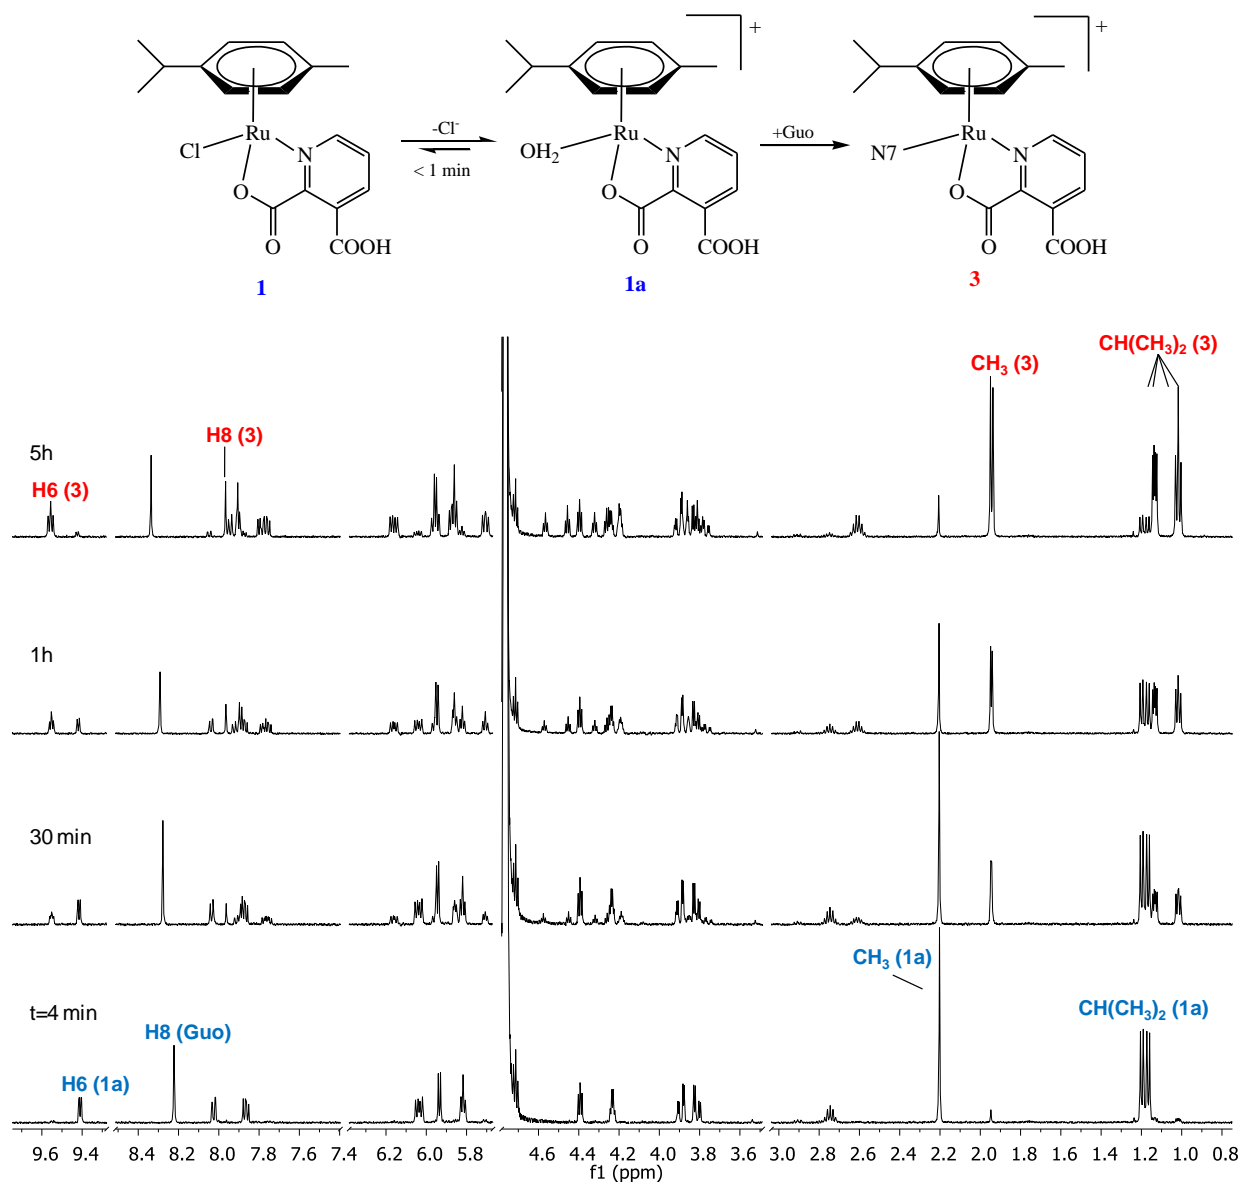 +
+
Ru
Cl
N
O
O
COOH
1
-Cl⁻
< 1 min
Ru
OH₂
N
O
O
COOH
1a
+Guo
Ru
N7
N
O
O
COOH
3
CH(CH₃)₂ (3)
CH₃ (3)
H8 (3)
5h
H6 (3)
1h
30 min
CH₃ (1a)
t=4 min
CH(CH₃)₂ (1a)
H8 (Guo)
H6 (1a)
9.6 9.4 8.4 8.2 8.0 7.8 7.6 7.4 6.2 6.0 5.8 4.6 4.4 4.2 4.0 3.8 3.6 3.0 2.8 2.6 2.4 2.2 2.0 1.8 1.6 1.4 1.2 1.0 0.8
f1 (ppm)